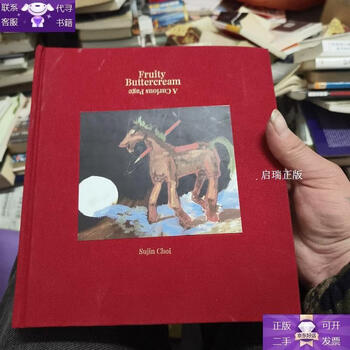 联系客服
代寻书籍
Fruity
Buttercream
A Curious Page
启瑞正版
Sujin Choi
正版二手
可开发票